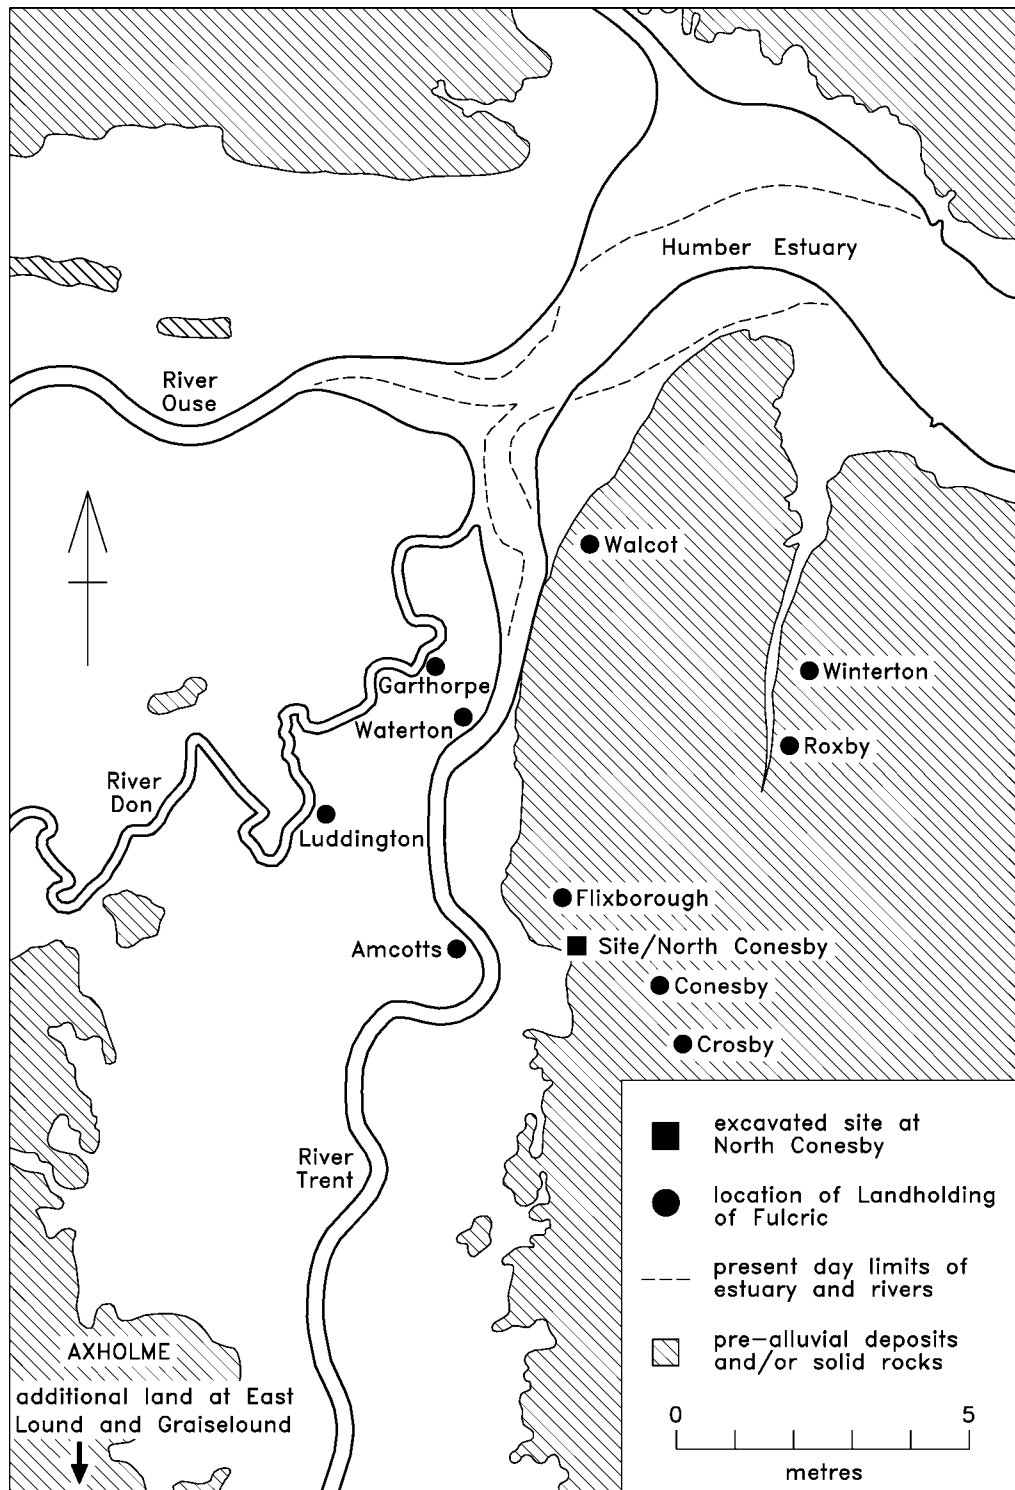 Humber Estuary
River
Ouse
Walcot
Garthorpe
Winterton
Waterton
Roxby
River
Don
Luddington
Flixborough
Amcotts
Site/North Conesby
Conesby
Crosby
River
Trent
AXHOLME
additional land at East
Lound and Graiselound
excavated site at
North Conesby
location of Landholding
of Fulcric
present day limits of
estuary and rivers
pre-alluvial deposits
and/or solid rocks
0 5
metres